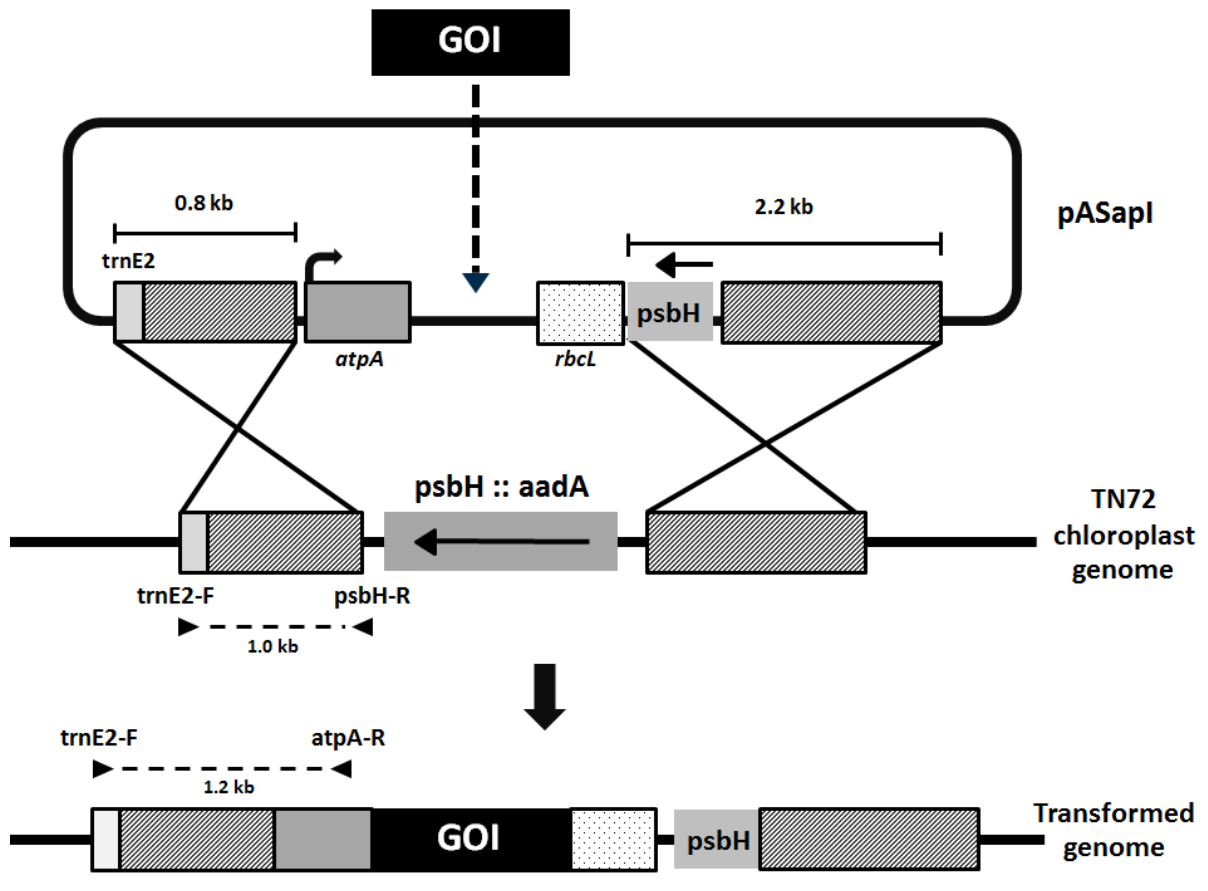 GOI
0.8 kb
2.2 kb
pASapI
trnE2
psbH
atpA
rbcL
psbH :: aadA
TN72
chloroplast
genome
trnE2-F
psbH-R
1.0 kb
trnE2-F
atpA-R
1.2 kb
GOI
psbH
Transformed
genome